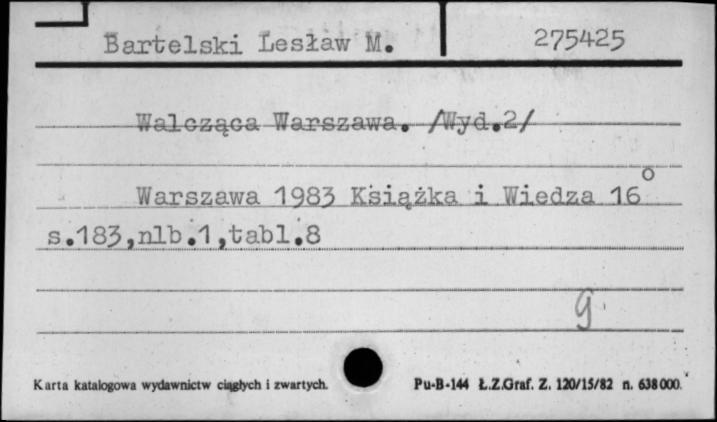 Bartelski Lesław M. 275425
Walcząca Warszawa. /Wyd.2/
Warszawa 1983 Książka i Wiedza 16°
s.183,nlb.1,tabl.8
g
Karta katalogowa wydawnictw ciągłych i zwartych. Pu-B-144 Ł.Z.Graf. Z. 120/15/82 n. 638000.